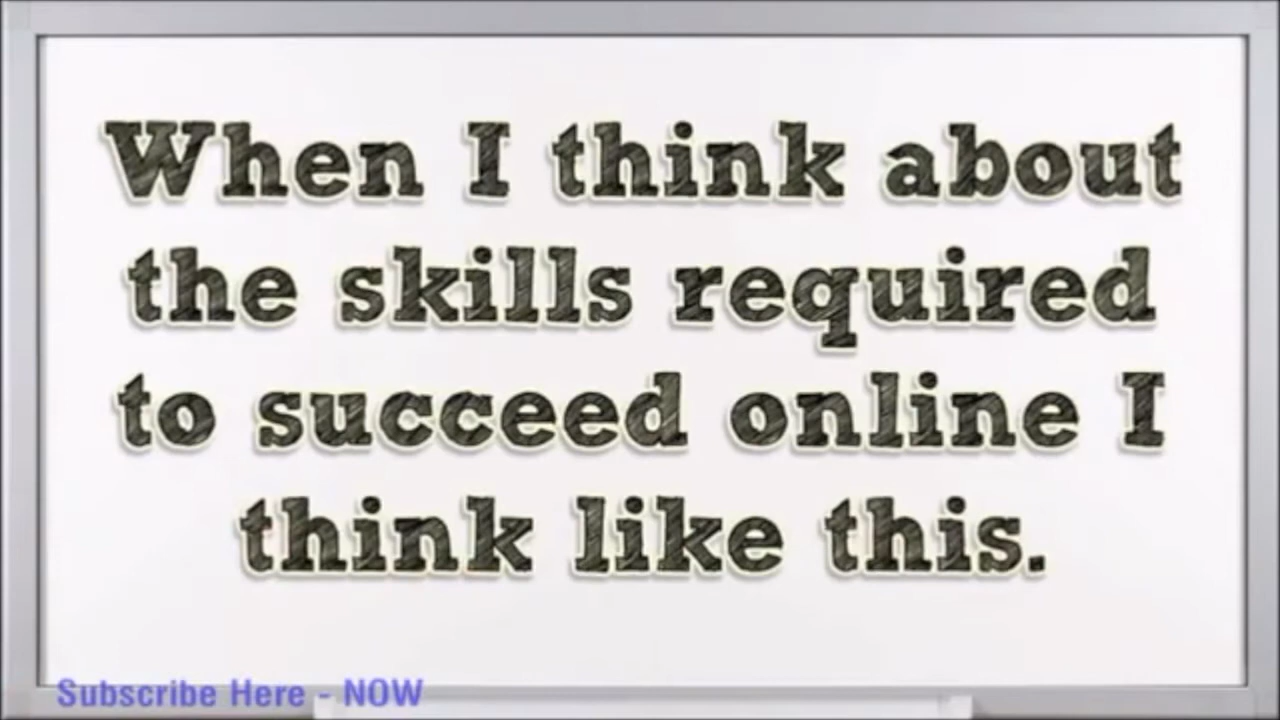 When I think about
the skills required
to succeed online I
think like this.
Subscribe Here - NOW